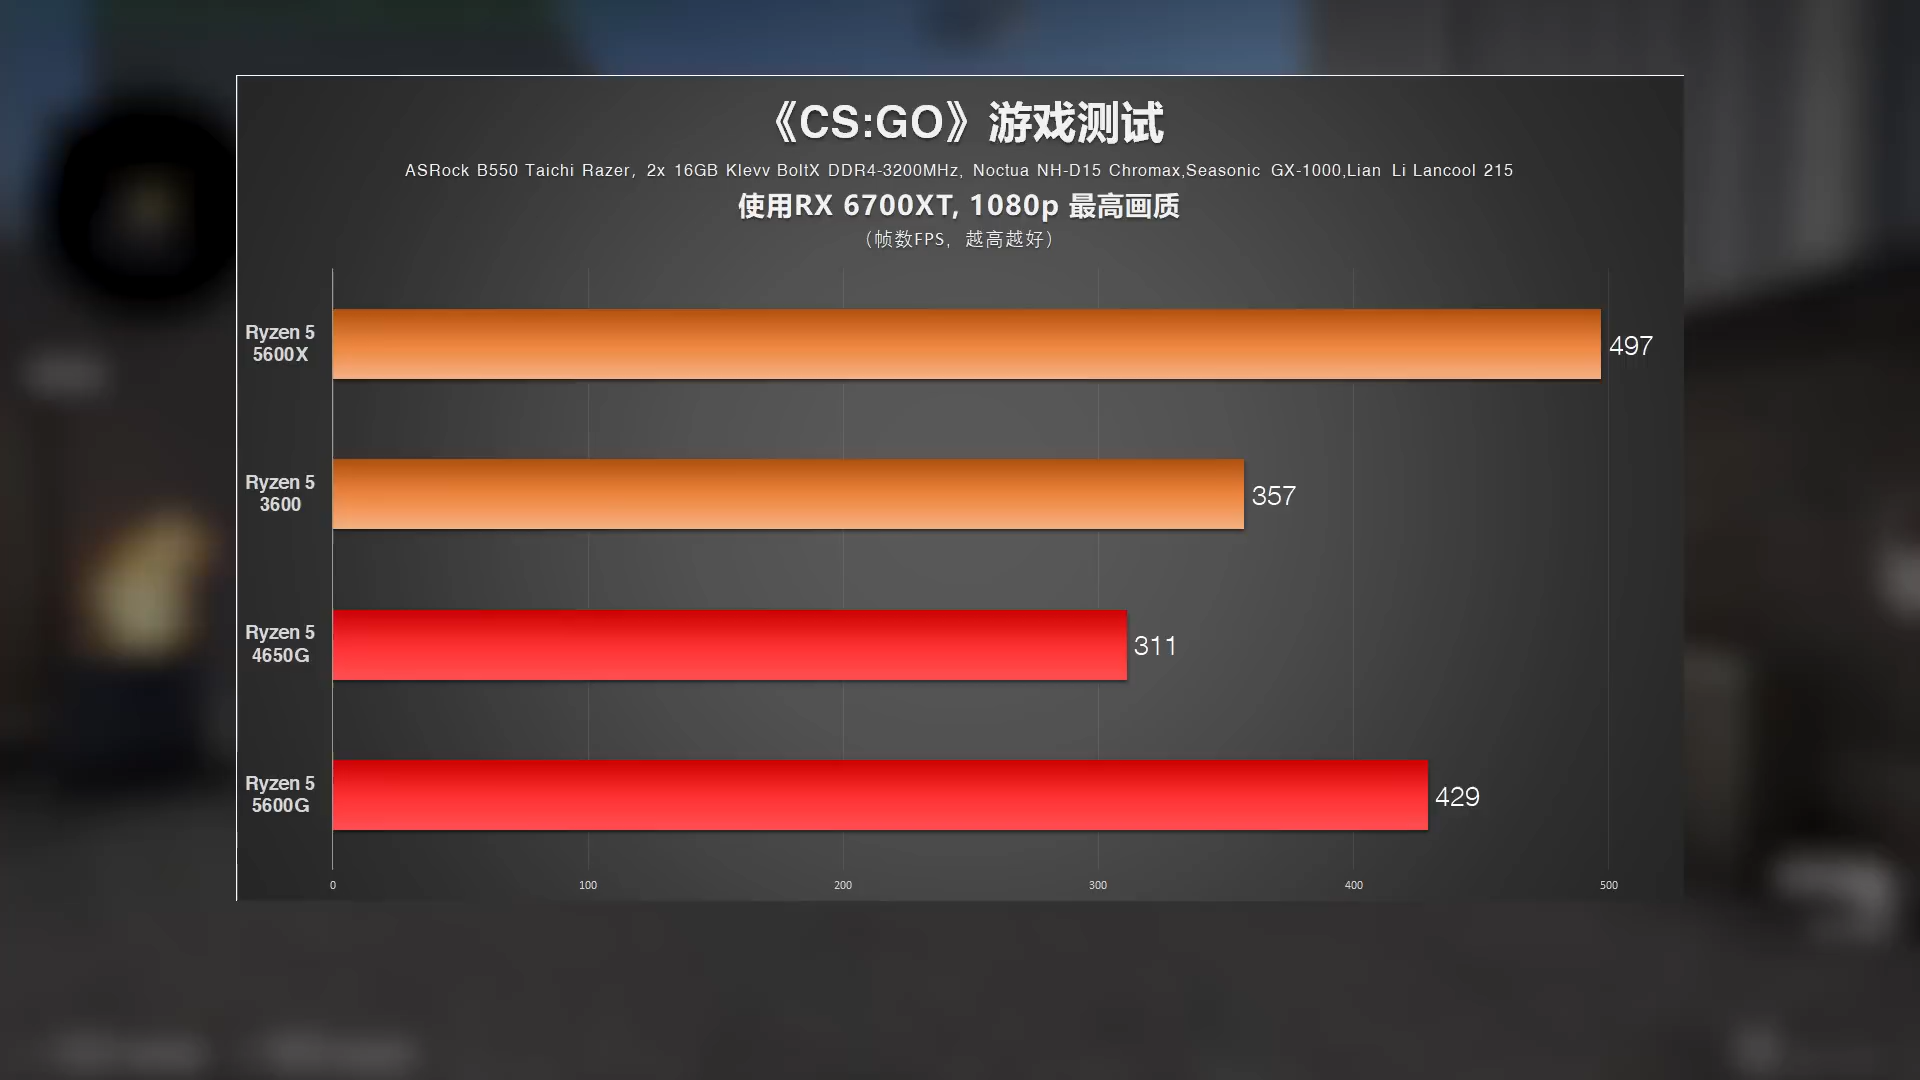 《CS:GO》游戏测试
ASRock B550 Taichi Razer, 2x 16GB Klevv BoltX DDR4-3200MHz, Noctua NH-D15 Chromax,Seasonic GX-1000,Lian Li Lancool 215
使用RX 6700XT, 1080p 最高画质
（帧数FPS，越高越好）
Ryzen 5
5600X
497
Ryzen 5
3600
357
Ryzen 5
4650G
311
Ryzen 5
5600G
429
0 100 200 300 400 500